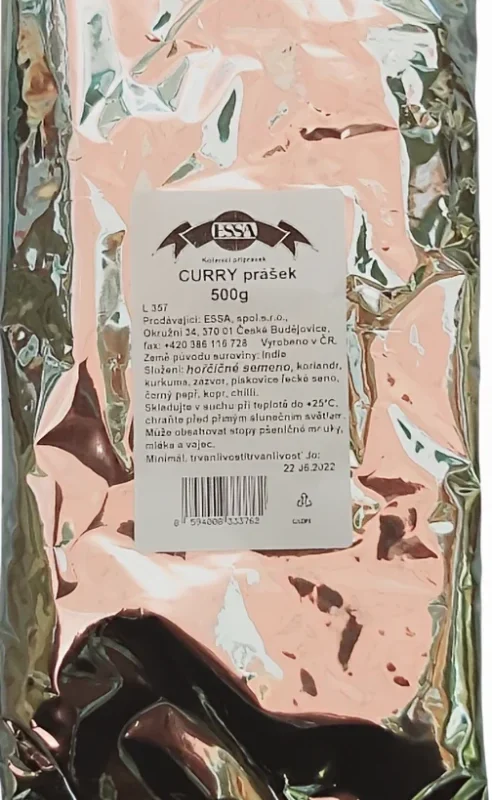 ESSA
Kořenicí přípravek
CURRY prášek
500g
L 357
Prodávající: ESSA, spol.s.r.o.,
Okružní 34, 370 01 České Budějovice,
fax: +420 386 116 728 Vyrobeno v ČR.
Země původu suroviny: Indie
Složení: hořčičné semeno, koriandr,
kurkuma, zázvor, pískovice řecké seno,
černý pepř, kopr, chilli.
Skladujte v suchu při teplotě do +25°C,
chraňte před přímým slunečním světlem.
Může obsahovat stopy pšeničné mouky,
mléka a vajec.
Minimál. trvanlivost/trvanlivosť do:
22 06.2022
8 594008 333762